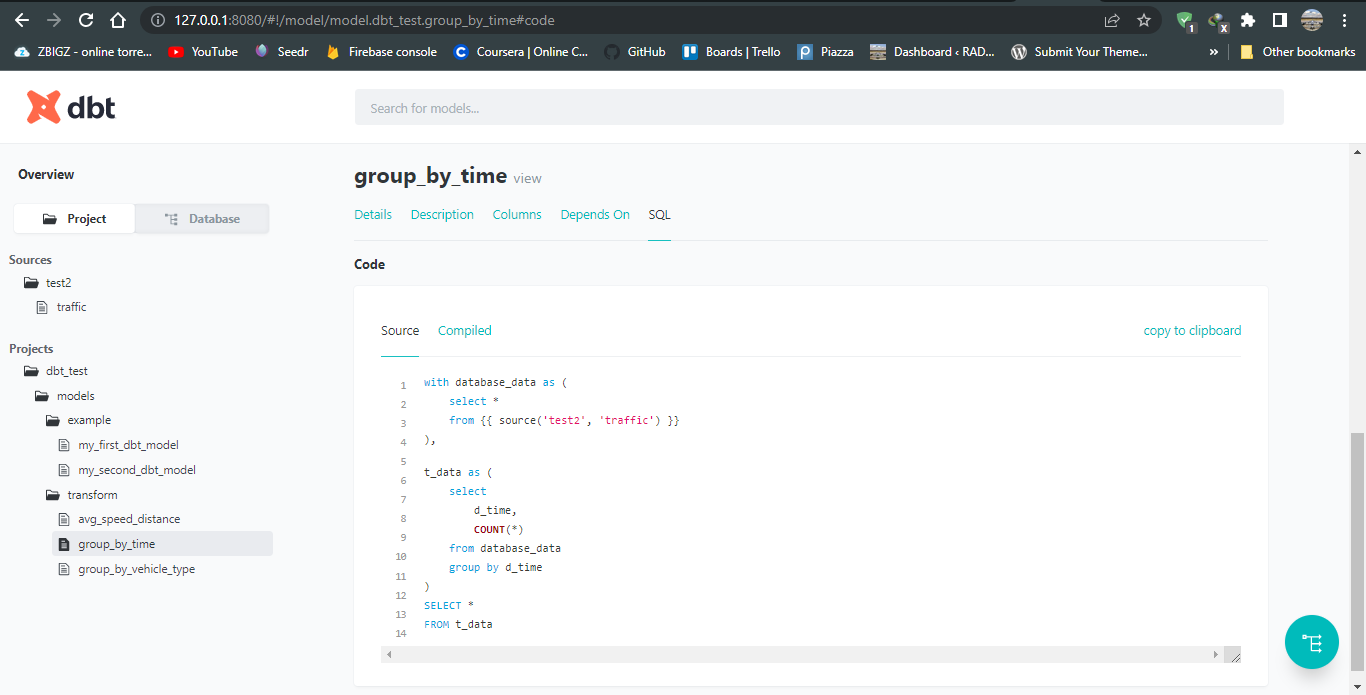 127.0.0.1:8080/#!/model/model.dbt_test.group_by_time#code
1 x
ZBIGZ - online torre... YouTube Seedr Firebase console Coursera | Online C... GitHub Boards | Trello Piazza Dashboard ‹ RAD... Submit Your Theme... » Other bookmarks
dbt
Search for models...
Overview
Project Database
Sources
test2
traffic
Projects
dbt_test
models
example
my_first_dbt_model
my_second_dbt_model
transform
avg_speed_distance
group_by_time
group_by_vehicle_type
group_by_time view
Details Description Columns Depends On SQL
Code
Source Compiled copy to clipboard
1 with database_data as (
2 select *
3 from {{ source('test2', 'traffic') }}
4 ),
5
6 t_data as (
7 select
8 d_time,
9 COUNT(*)
10 from database_data
11 group by d_time
12 )
13 SELECT *
14 FROM t_data